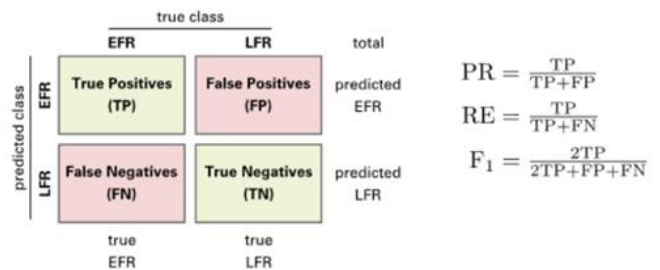 true class
EFR LFR total
predicted class
EFR
True Positives
(TP)
False Positives
(FP)
predicted
EFR
LFR
False Negatives
(FN)
True Negatives
(TN)
predicted
LFR
true
EFR
true
LFR
PR = TP/TP+FP
RE = TP/TP+FN
F₁ = 2TP/2TP+FP+FN